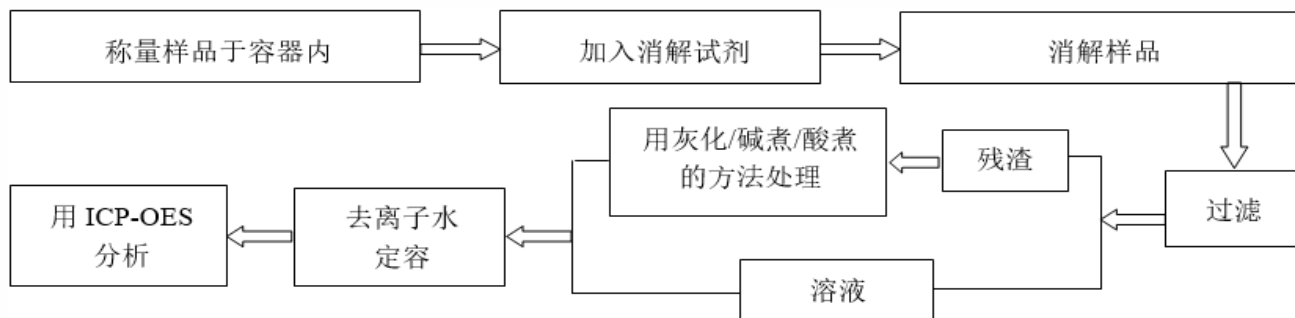 称量样品于容器内
加入消解试剂
消解样品
过滤
残渣
用灰化/碱煮/酸煮
的方法处理
溶液
去离子水
定容
用 ICP-OES
分析